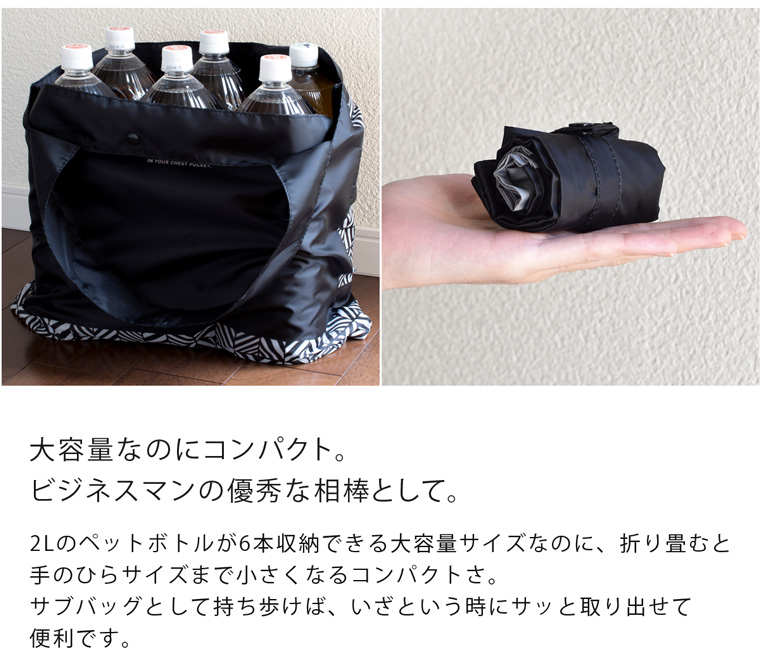 IN YOUR CHEST POCKET.
大容量なのにコンパクト。
ビジネスマンの優秀な相棒として。
2Lのペットボトルが6本収納できる大容量サイズなのに、折り畳むと
手のひらサイズまで小さくなるコンパクトさ。
サブバッグとして持ち歩けば、いざという時にサッと取り出せて
便利です。